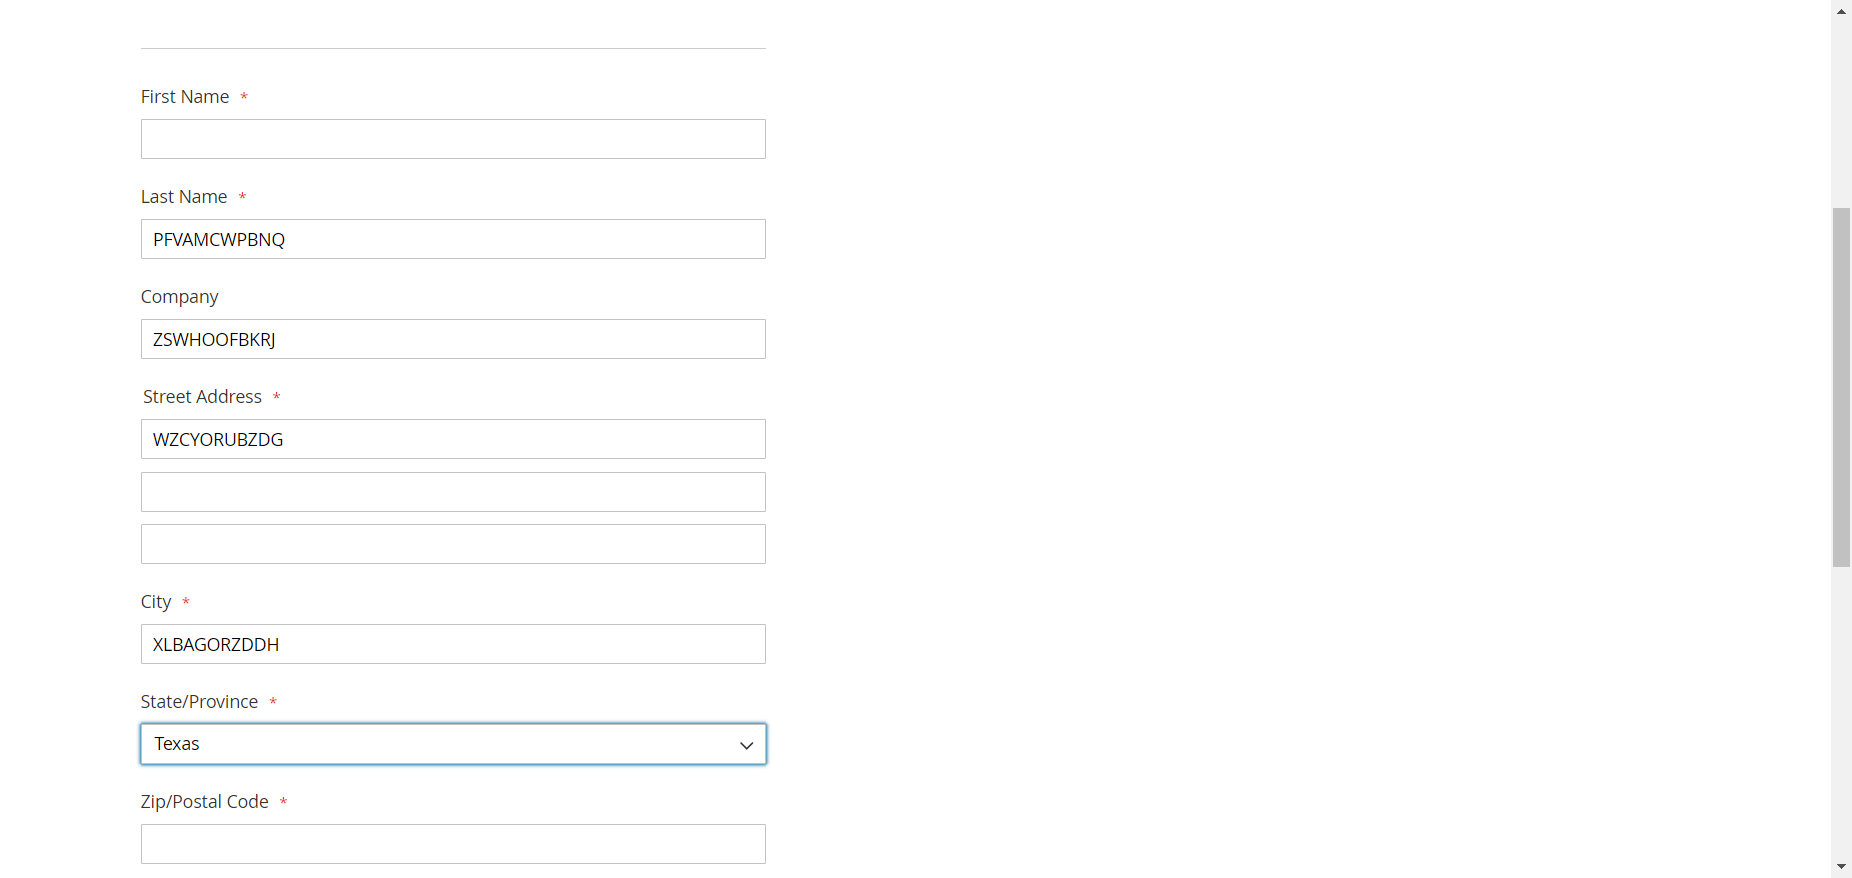 First Name *
Last Name *
PFVAMCWPBNQ
Company
ZSWHOOFBKRJ
Street Address *
WZCYORUBZDG
City *
XLBAGORZDDH
State/Province *
Texas
Zip/Postal Code *